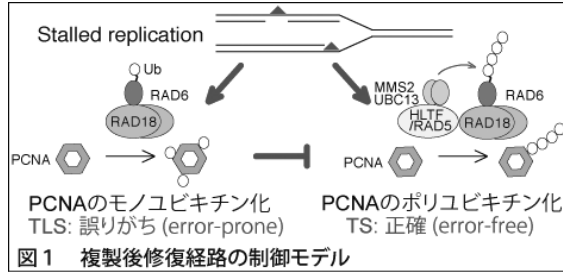 Stalled replication
Ub
RAD6
RAD18
PCNA
MMS2
UBC13
HLTF
/RAD5
RAD6
RAD18
PCNA
PCNAのモノユビキチン化
TLS: 誤りがち (error-prone)
PCNAのポリユビキチン化
TS: 正確 (error-free)
図1 複製後修復経路の制御モデル